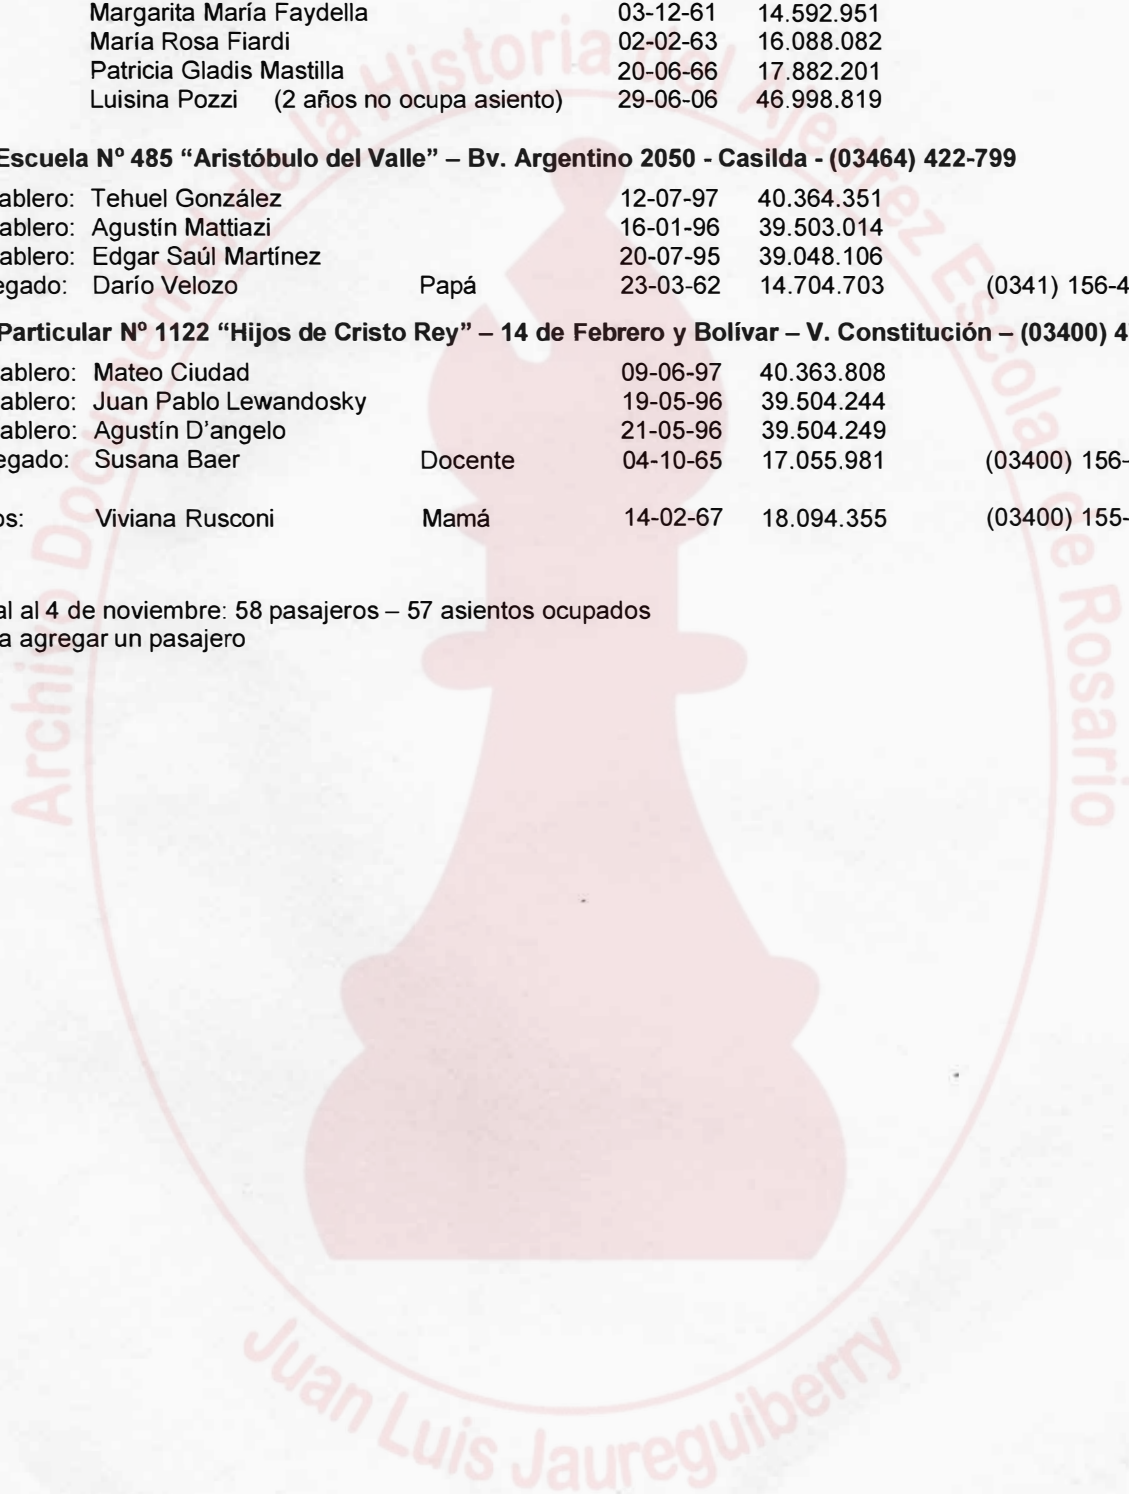 Margarita María Faydella 03-12-61 14.592.951
María Rosa Fiardi 02-02-63 16.088.082
Patricia Gladis Mastilla 20-06-66 17.882.201
Luisina Pozzi (2 años no ocupa asiento) 29-06-06 46.998.819
Escuela Nº 485 “Aristóbulo del Valle” – Bv. Argentino 2050 - Casilda - (03464) 422-799
ablero: Tehuel González 12-07-97 40.364.351
ablero: Agustín Mattiazi 16-01-96 39.503.014
ablero: Edgar Saúl Martínez 20-07-95 39.048.106
egado: Darío Velozo Papá 23-03-62 14.704.703 (0341) 156-4
Particular Nº 1122 “Hijos de Cristo Rey” – 14 de Febrero y Bolívar – V. Constitución – (03400) 4
ablero: Mateo Ciudad 09-06-97 40.363.808
ablero: Juan Pablo Lewandosky 19-05-96 39.504.244
ablero: Agustín D’angelo 21-05-96 39.504.249
egado: Susana Baer Docente 04-10-65 17.055.981 (03400) 156-
os: Viviana Rusconi Mamá 14-02-67 18.094.355 (03400) 155-
al al 4 de noviembre: 58 pasajeros – 57 asientos ocupados
a agregar un pasajero
Archivo Documental de la Historia del Ajedrez Escolar de Rosario
Juan Luis Jaureguiberry